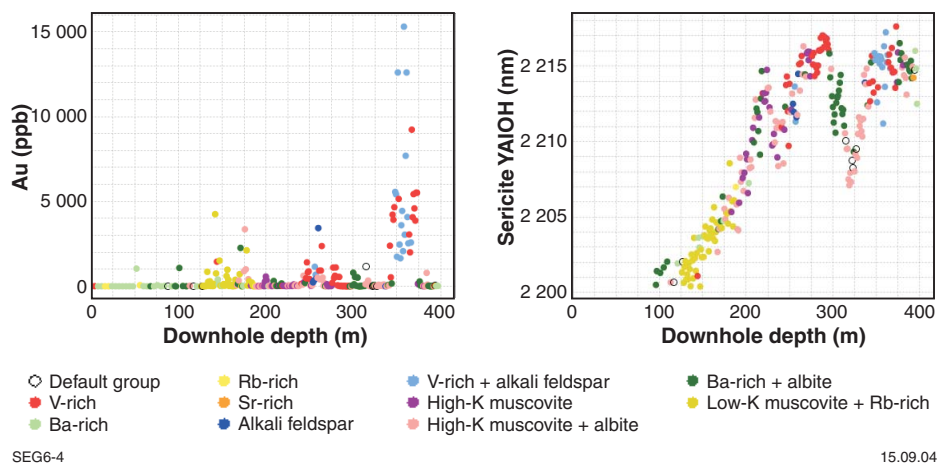 15 000
10 000
5 000
0
Au (ppb)
0 100 200 300 400
Downhole depth (m)
2 215
2 210
2 205
2 200
Sericite YAlOH (nm)
0 100 200 300 400
Downhole depth (m)
Default group
V-rich
Ba-rich
Rb-rich
Sr-rich
Alkali feldspar
V-rich + alkali feldspar
High-K muscovite
High-K muscovite + albite
Ba-rich + albite
Low-K muscovite + Rb-rich
SEG6-4
15.09.04